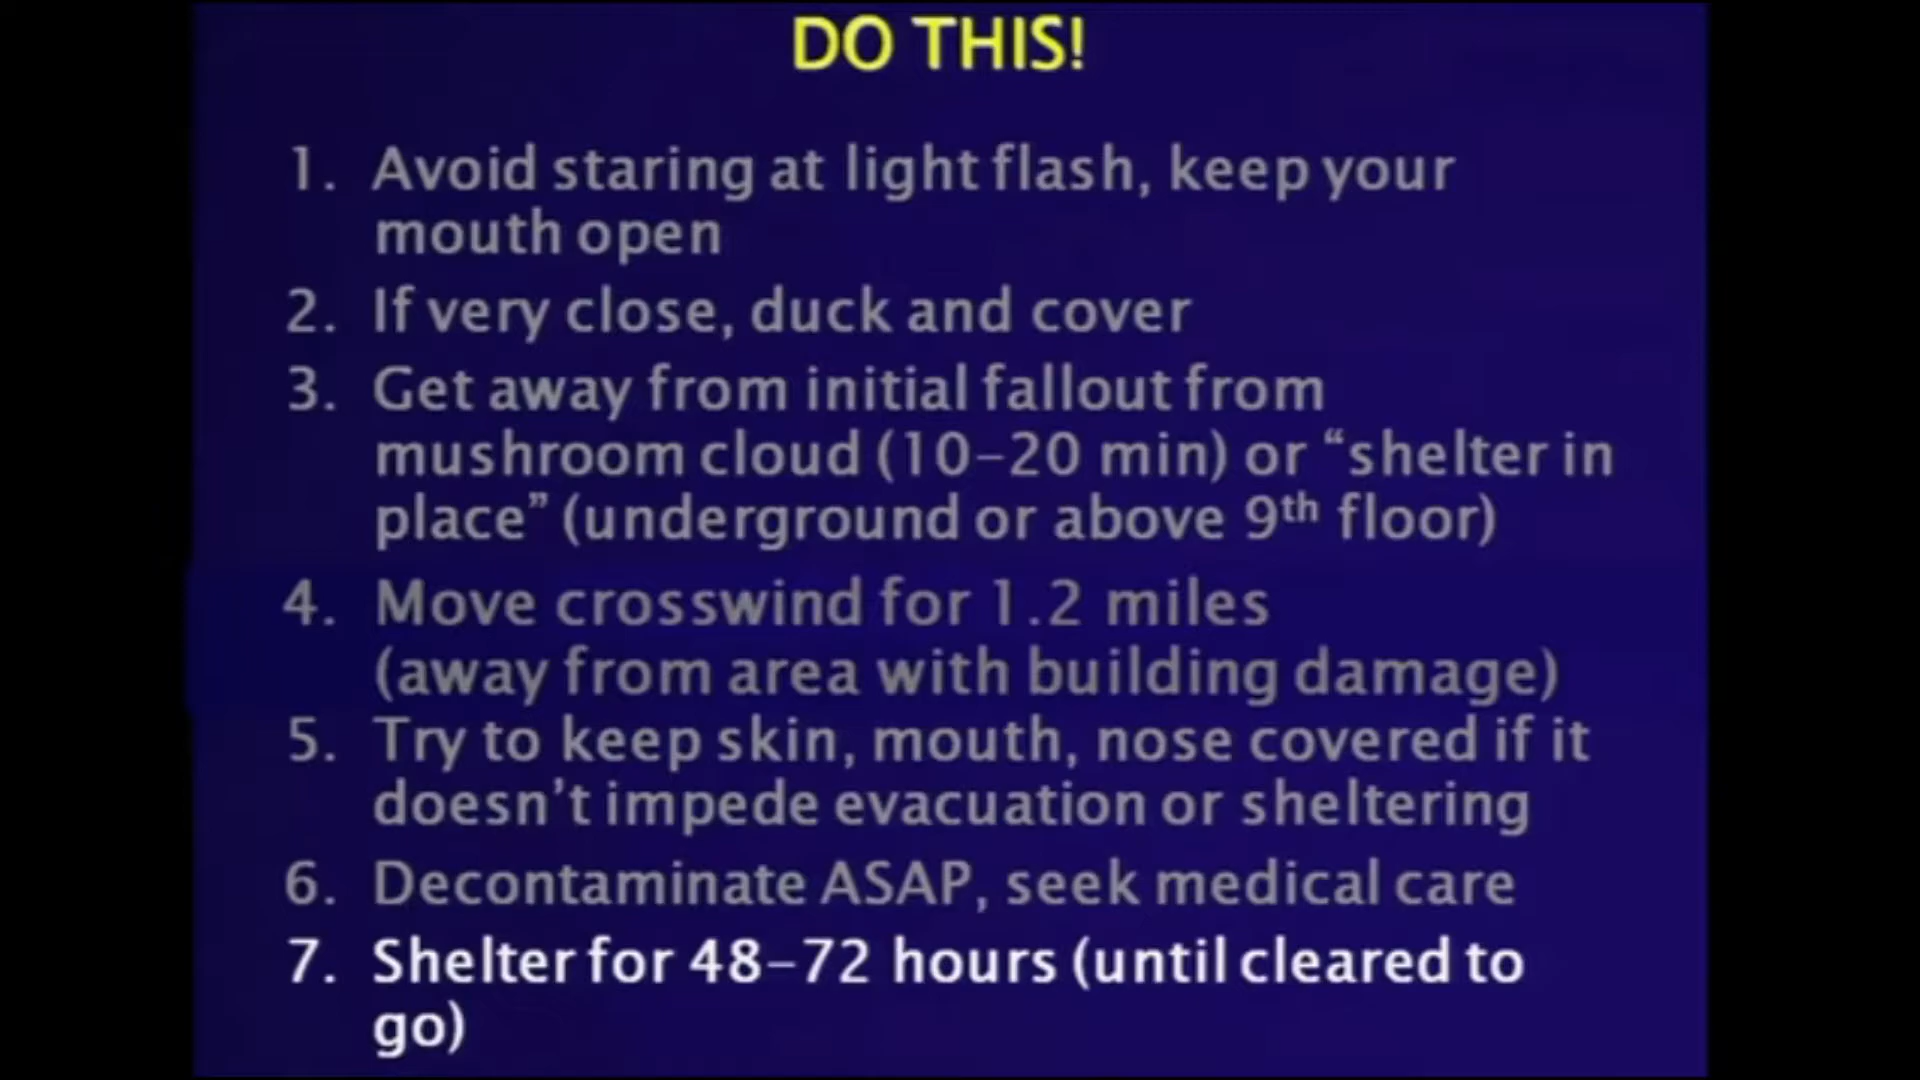 DO THIS!
1. Avoid staring at light flash, keep your
mouth open
2. If very close, duck and cover
3. Get away from initial fallout from
mushroom cloud (10–20 min) or “shelter in
place” (underground or above 9th floor)
4. Move crosswind for 1.2 miles
(away from area with building damage)
5. Try to keep skin, mouth, nose covered if it
doesn’t impede evacuation or sheltering
6. Decontaminate ASAP, seek medical care
7. Shelter for 48–72 hours (until cleared to
go)